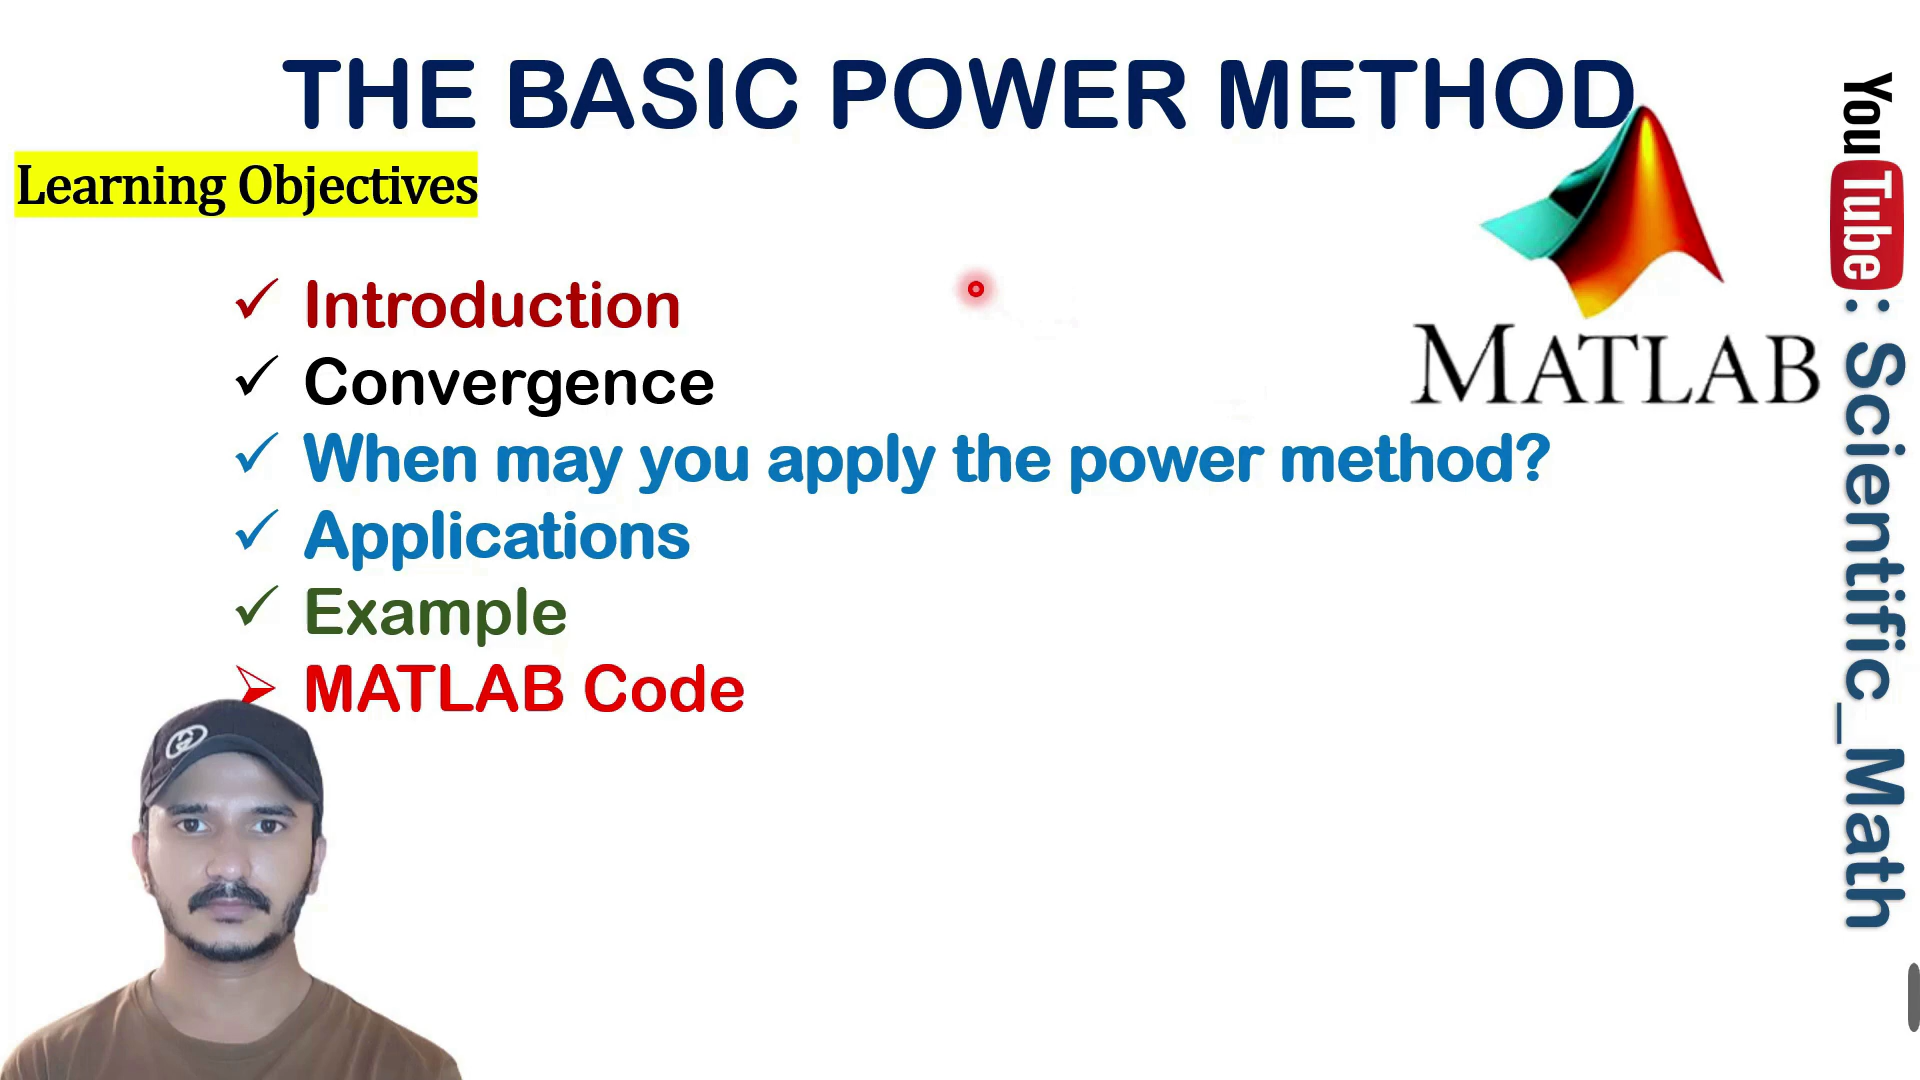 THE BASIC POWER METHOD
Learning Objectives
✓ Introduction
✓ Convergence
✓ When may you apply the power method?
✓ Applications
✓ Example
➢ MATLAB Code
MATLAB
YouTube: Scientific_Math